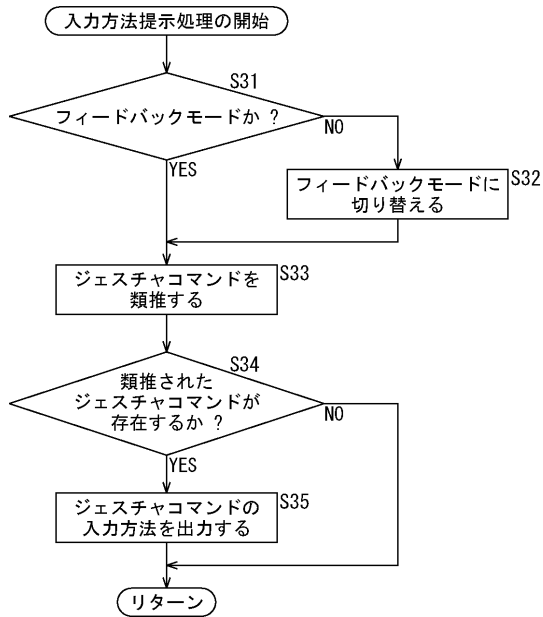 入力方法提示処理の開始
S31
フィードバックモードか ?
NO
YES
S32
フィードバックモードに
切り替える
S33
ジェスチャコマンドを
類推する
S34
類推された
ジェスチャコマンドが
存在するか ?
NO
YES
S35
ジェスチャコマンドの
入力方法を出力する
リターン